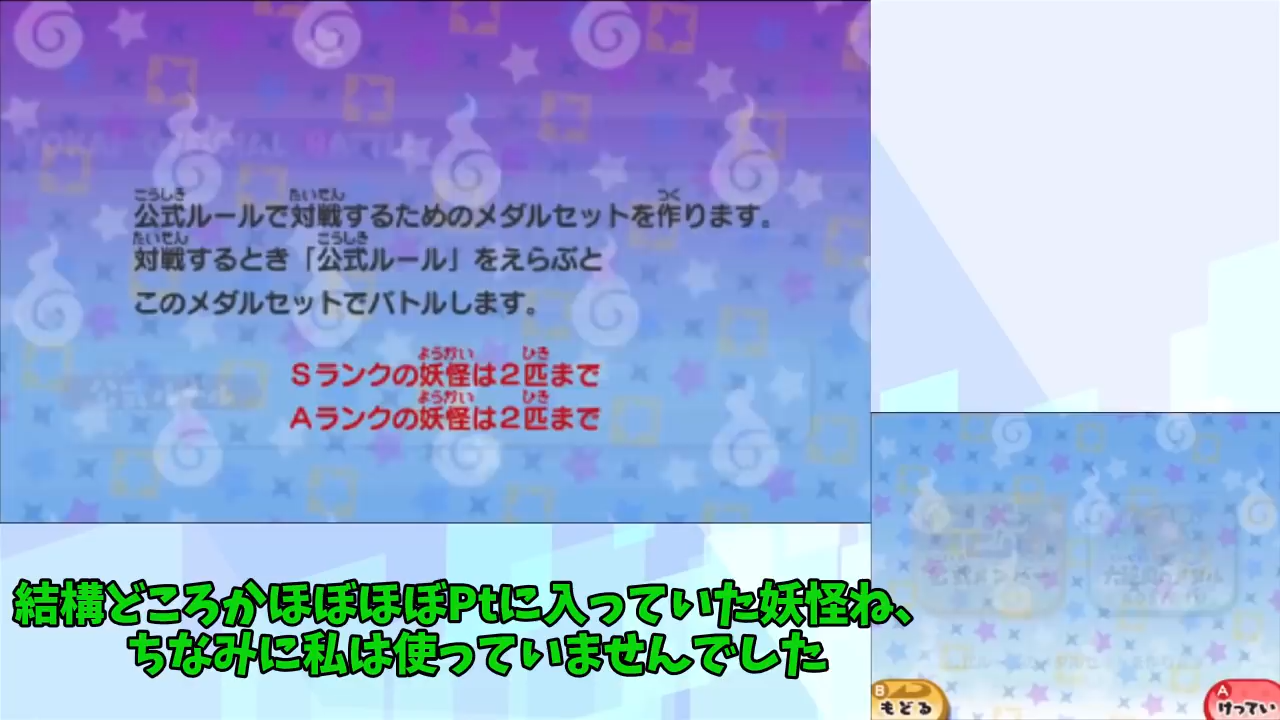 公式ルールで対戦するためのメダルセットを作ります。
対戦するとき「公式ルール」をえらぶと
このメダルセットでバトルします。
Sランクの妖怪は2匹まで
Aランクの妖怪は2匹まで
結構どころかほぼほぼPtに入っていた妖怪ね、
ちなみに私は使っていませんでした
B もどる
A けってい